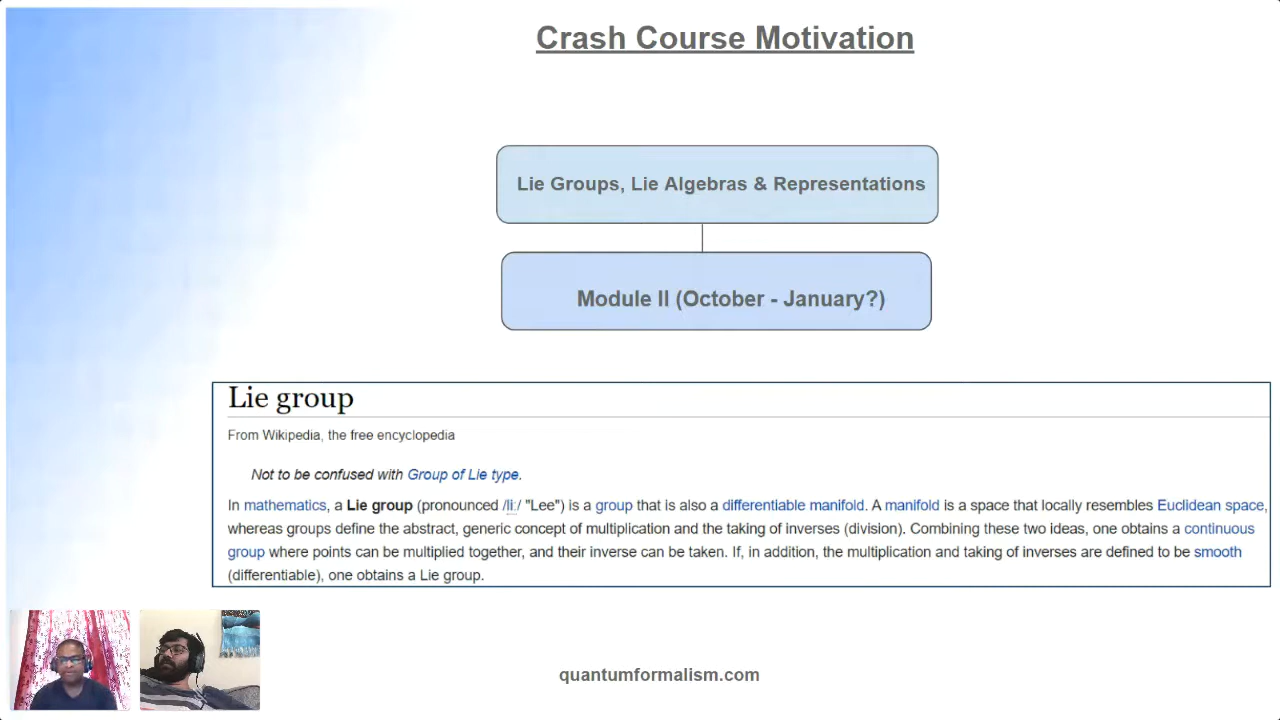 Crash Course Motivation
Lie Groups, Lie Algebras & Representations
Module II (October - January?)
Lie group
From Wikipedia, the free encyclopedia
Not to be confused with Group of Lie type.
In mathematics, a Lie group (pronounced /liː/ "Lee") is a group that is also a differentiable manifold. A manifold is a space that locally resembles Euclidean space,
whereas groups define the abstract, generic concept of multiplication and the taking of inverses (division). Combining these two ideas, one obtains a continuous
group where points can be multiplied together, and their inverse can be taken. If, in addition, the multiplication and taking of inverses are defined to be smooth
(differentiable), one obtains a Lie group.
quantumformalism.com